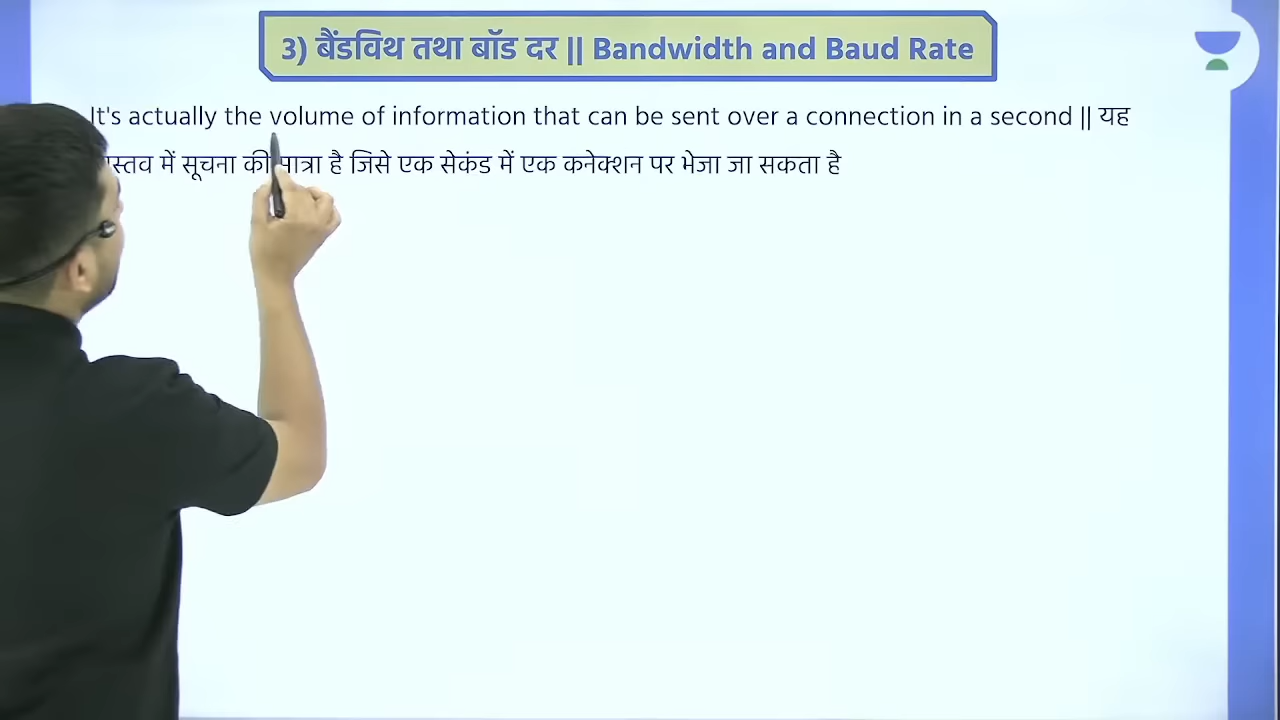 3) बैंडविथ तथा बॉड दर || Bandwidth and Baud Rate
It's actually the volume of information that can be sent over a connection in a second || यह
में सूचना की मात्रा है जिसे एक सेकंड में एक कनेक्शन पर भेजा जा सकता है